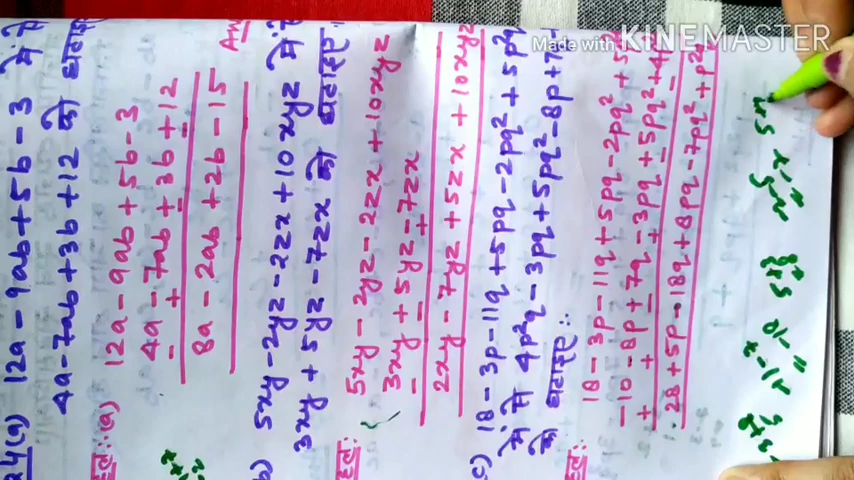 24(a) 12a - 9ab + 5b - 3 में से
4a - 7ab + 3b + 12 को घटाइए
हल:(a) 12a - 9ab + 5b - 3
4a - 7ab + 3b + 12
- + - -
8a - 2ab + 2b - 15
Ans
b) 5xy - 2yz - 2zx + 10xyz में से
3xy + 5yz - 7zx को घटाइए।
हल: 5xy - 2yz - 2zx + 10xyz
3xy + 5yz - 7zx
- - +
2xy - 7yz + 5zx + 10xyz
(c) 18 - 3p - 11q + 5pq - 2pq² + 5p²q
में से 4p²q - 3pq + 5pq² - 8p + 7q -
को घटाइए:-
हल: 18 - 3p - 11q + 5pq - 2pq² + 5
-10 - 8p + 7q - 3pq + 5pq² + 4p
+ + - + -
28 + 5p - 18q + 8pq - 7pq² + p²q
Made with KINEMASTER